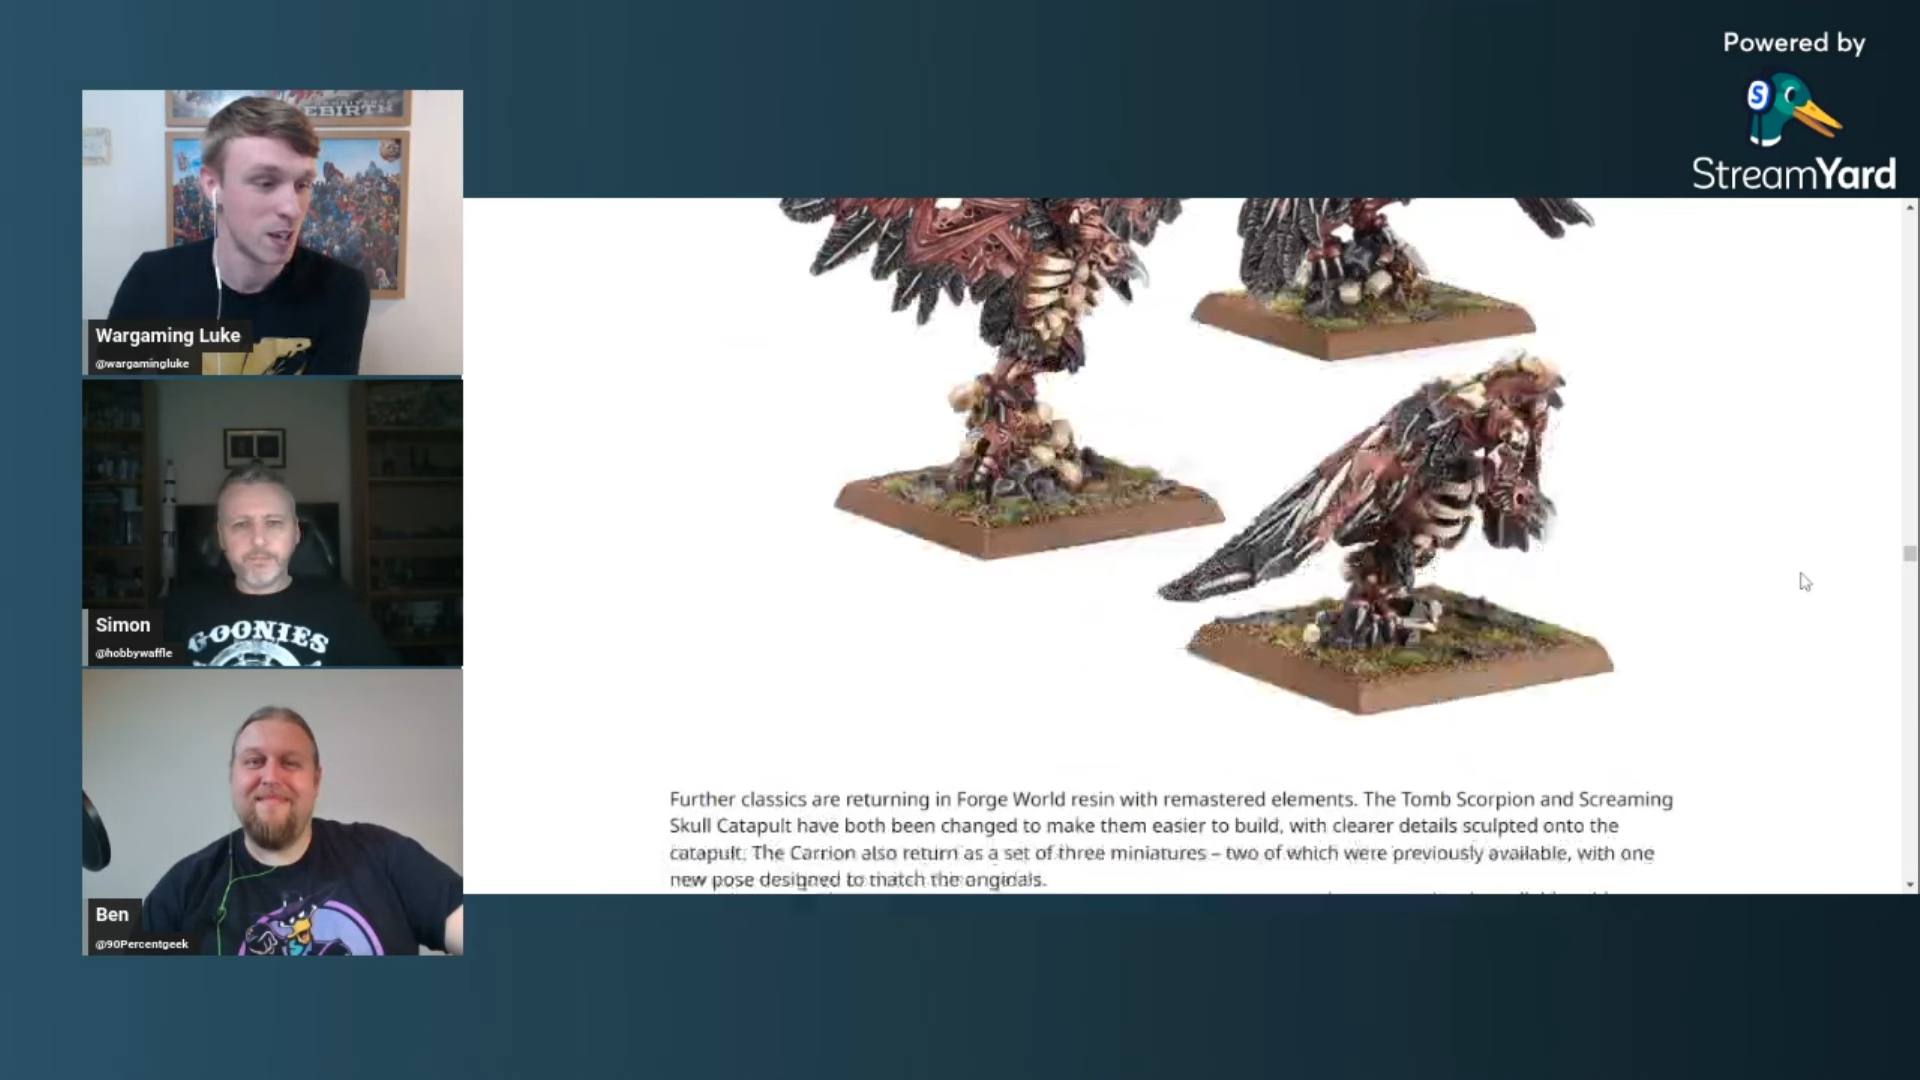 Powered by
StreamYard
EBIRTH
Wargaming Luke
@wargamingluke
GOONIES
Simon
@hobbywaffle
Ben
@90Percentgeek
Further classics are returning in Forge World resin with remastered elements. The Tomb Scorpion and Screaming
Skull Catapult have both been changed to make them easier to build, with clearer details sculpted onto the
catapult. The Carrion also return as a set of three miniatures – two of which were previously available, with one
new pose designed to match the originals.